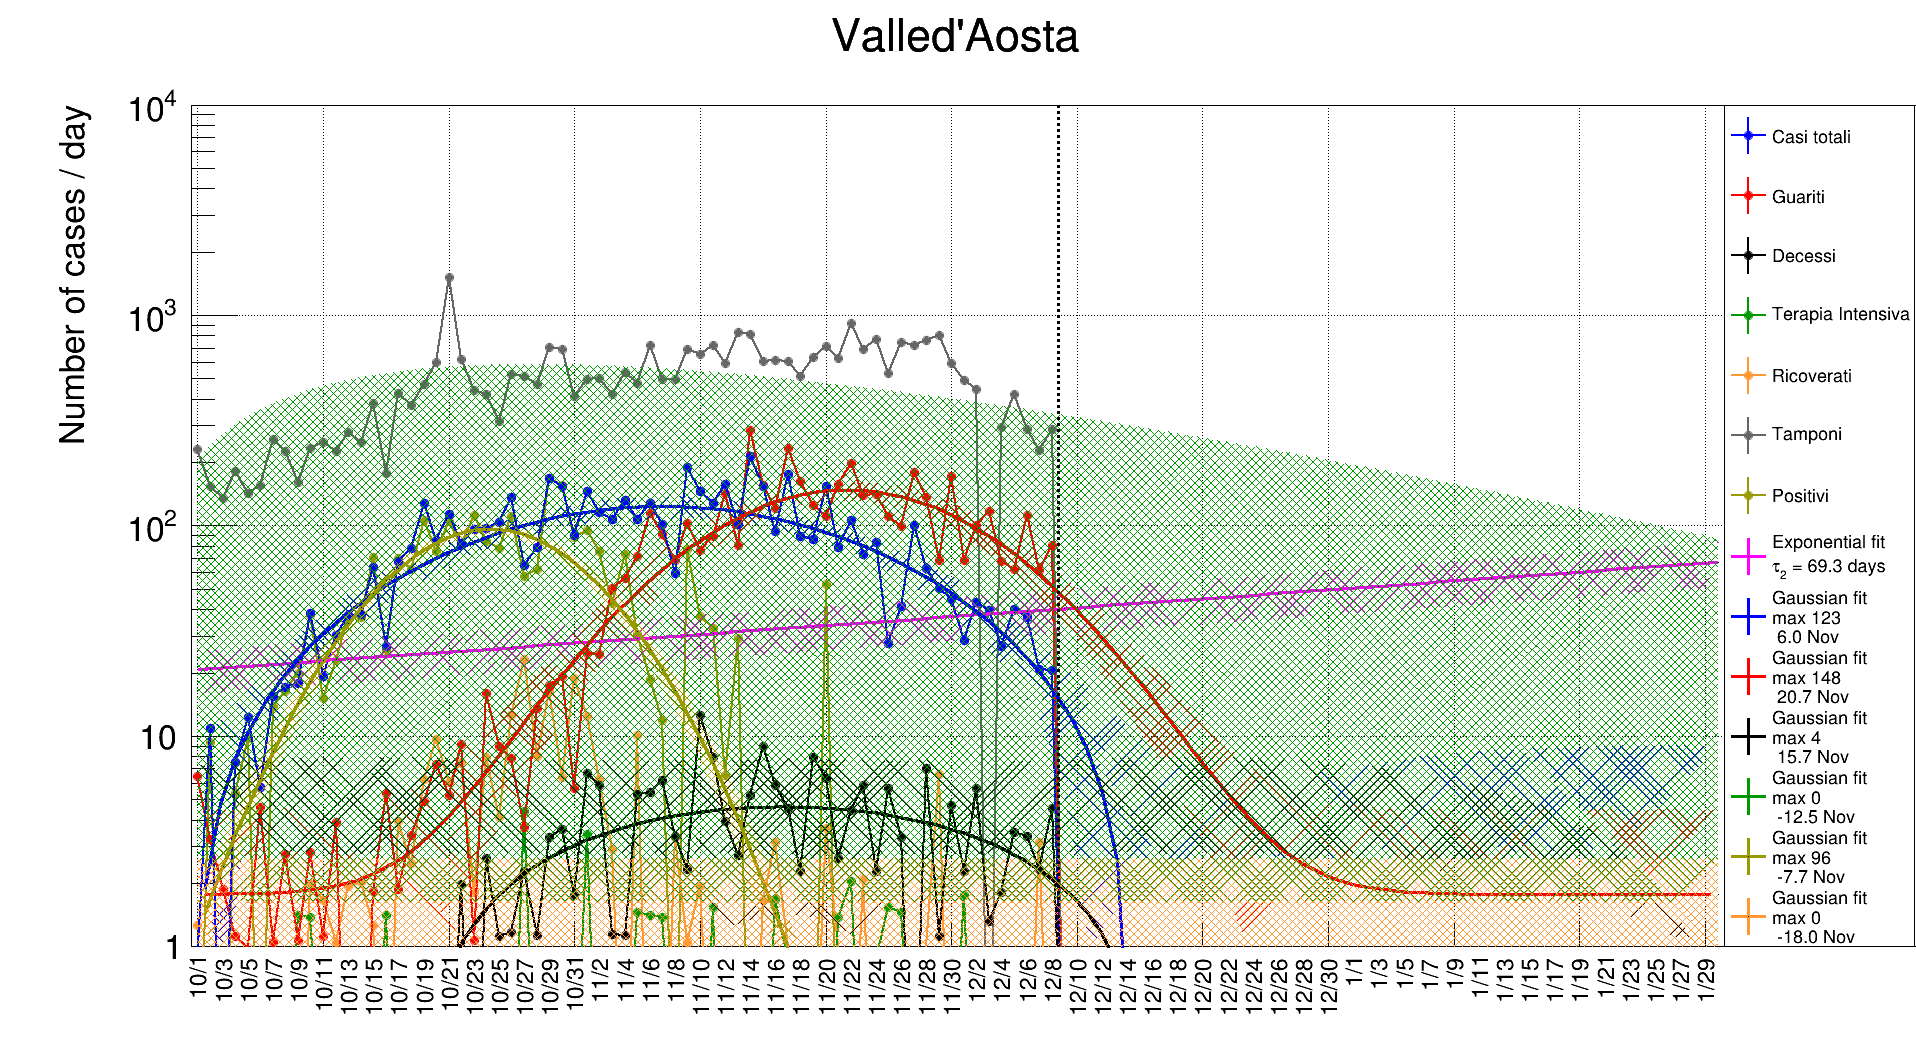 Valled'Aosta
Number of cases / day
10^4
10^3
10^2
10
1
10/1 10/3 10/5 10/7 10/9 10/11 10/13 10/15 10/17 10/19 10/21 10/23 10/25 10/27 10/29 10/31 11/2 11/4 11/6 11/8 11/10 11/12 11/14 11/16 11/18 11/20 11/22 11/24 11/26 11/28 11/30 12/2 12/4 12/6 12/8 12/10 12/12 12/14 12/16 12/18 12/20 12/22 12/24 12/26 12/28 12/30 1/1 1/3 1/5 1/7 1/9 1/11 1/13 1/15 1/17 1/19 1/21 1/23 1/25 1/27 1/29
Casi totali
Guariti
Decessi
Terapia Intensiva
Ricoverati
Tamponi
Positivi
Exponential fit
τ₂ = 69.3 days
Gaussian fit
max 123
6.0 Nov
Gaussian fit
max 148
20.7 Nov
Gaussian fit
max 4
15.7 Nov
Gaussian fit
max 0
-12.5 Nov
Gaussian fit
max 96
-7.7 Nov
Gaussian fit
max 0
-18.0 Nov